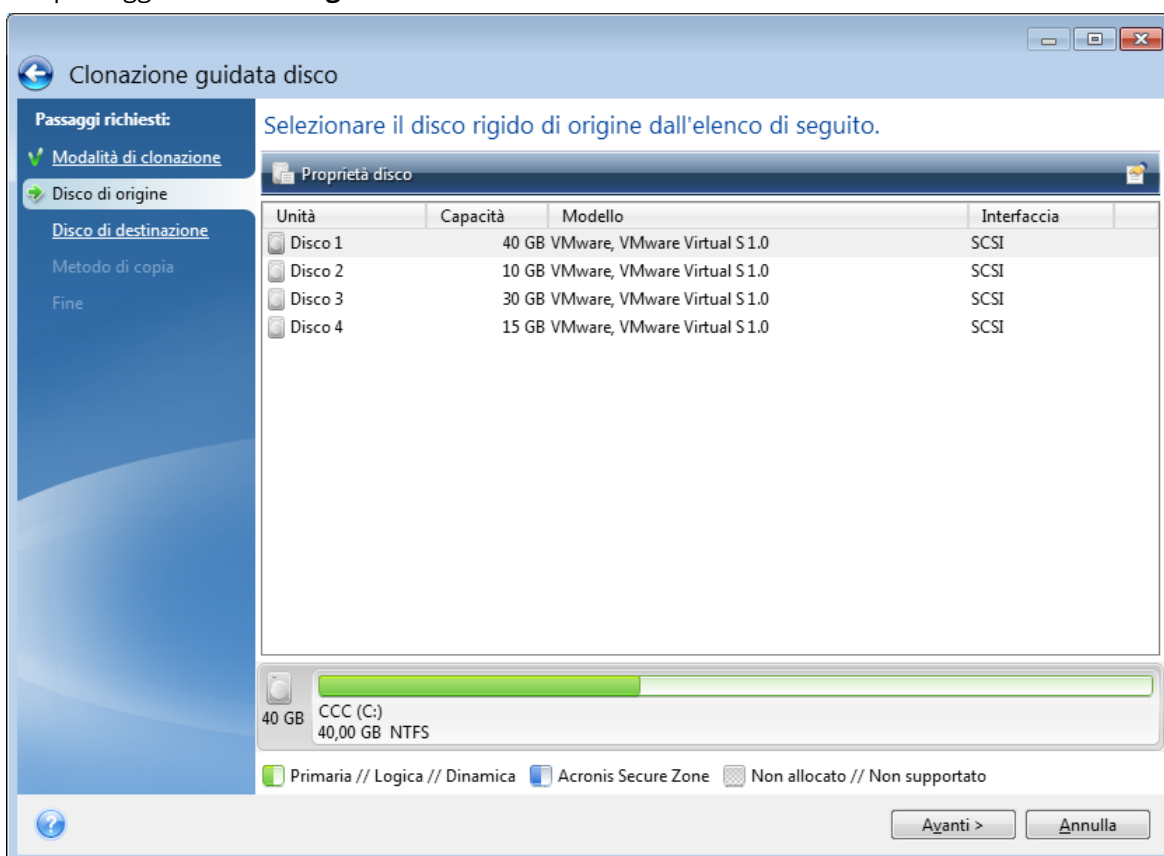 Clonazione guidata disco
Passaggi richiesti:
Modalità di clonazione
Disco di origine
Disco di destinazione
Metodo di copia
Fine
Selezionare il disco rigido di origine dall'elenco di seguito.
Proprietà disco
Unità Capacità Modello Interfaccia
Disco 1 40 GB VMware, VMware Virtual S 1.0 SCSI
Disco 2 10 GB VMware, VMware Virtual S 1.0 SCSI
Disco 3 30 GB VMware, VMware Virtual S 1.0 SCSI
Disco 4 15 GB VMware, VMware Virtual S 1.0 SCSI
40 GB
CCC (C:)
40,00 GB NTFS
Primaria // Logica // Dinamica Acronis Secure Zone Non allocato // Non supportato
Avanti > Annulla